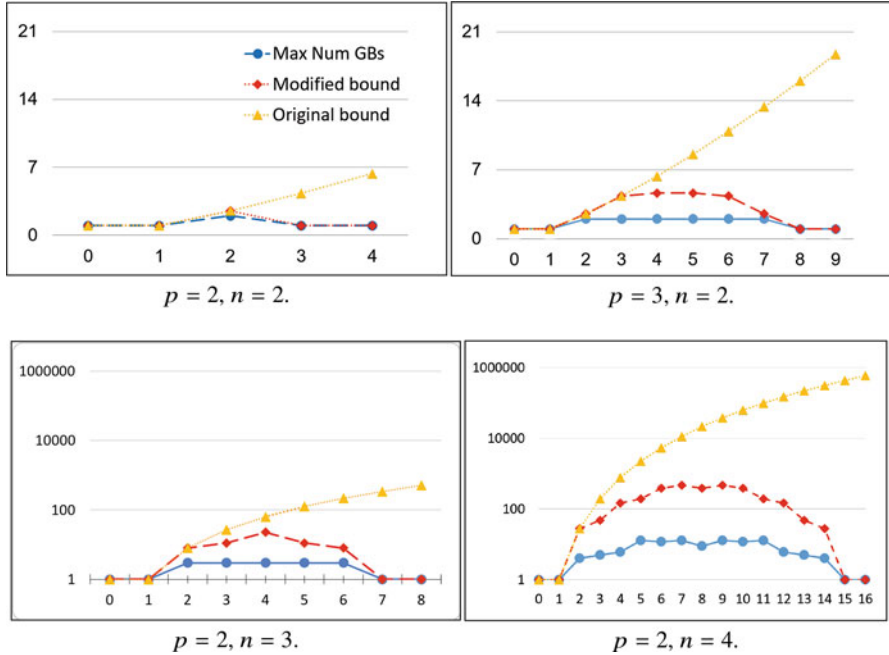 21
14
7
0
0 1 2 3 4
Max Num GBs
Modified bound
Original bound
p = 2, n = 2.
21
14
7
0
0 1 2 3 4 5 6 7 8 9
p = 3, n = 2.
1000000
10000
100
1
0 1 2 3 4 5 6 7 8
p = 2, n = 3.
1000000
10000
100
1
0 1 2 3 4 5 6 7 8 9 10 11 12 13 14 15 16
p = 2, n = 4.